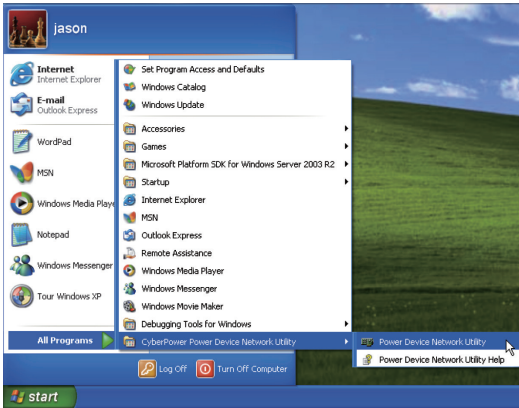 jason
Internet
Internet Explorer
E-mail
Outlook Express
WordPad
MSN
Windows Media Playe
Notepad
Windows Messenger
Tour Windows XP
All Programs
Set Program Access and Defaults
Windows Catalog
Windows Update
Accessories
Games
Microsoft Platform SDK for Windows Server 2003 R2
Startup
Internet Explorer
MSN
Outlook Express
Remote Assistance
Windows Media Player
Windows Messenger
Windows Movie Maker
Debugging Tools for Windows
CyberPower Power Device Network Utility
Power Device Network Utility
Power Device Network Utility Help
Log Off
Turn Off Computer
start